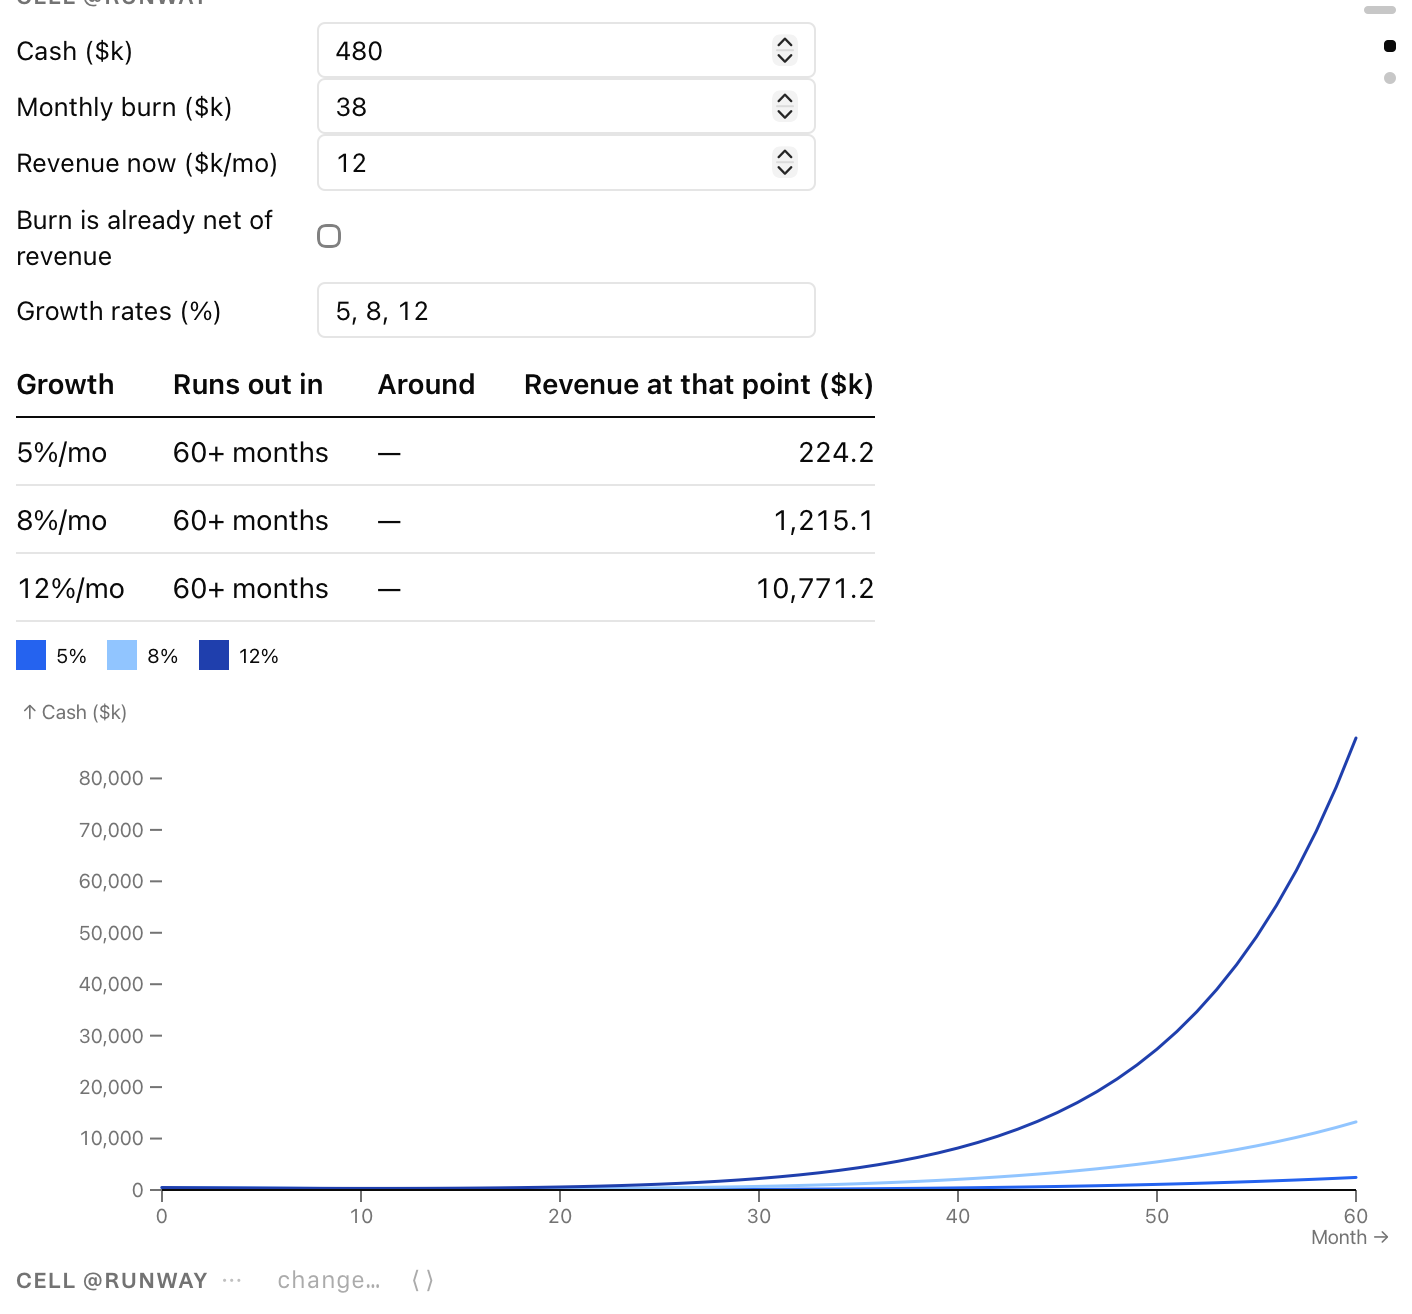 CELL @RUNWAY
Cash ($k) 480
Monthly burn ($k) 38
Revenue now ($k/mo) 12
Burn is already net of
revenue
Growth rates (%) 5, 8, 12
Growth Runs out in Around Revenue at that point ($k)
5%/mo 60+ months — 224.2
8%/mo 60+ months — 1,215.1
12%/mo 60+ months — 10,771.2
5% 8% 12%
↑ Cash ($k)
80,000
70,000
60,000
50,000
40,000
30,000
20,000
10,000
0
0 10 20 30 40 50 60
Month →
CELL @RUNWAY ··· change… ⟨⟩